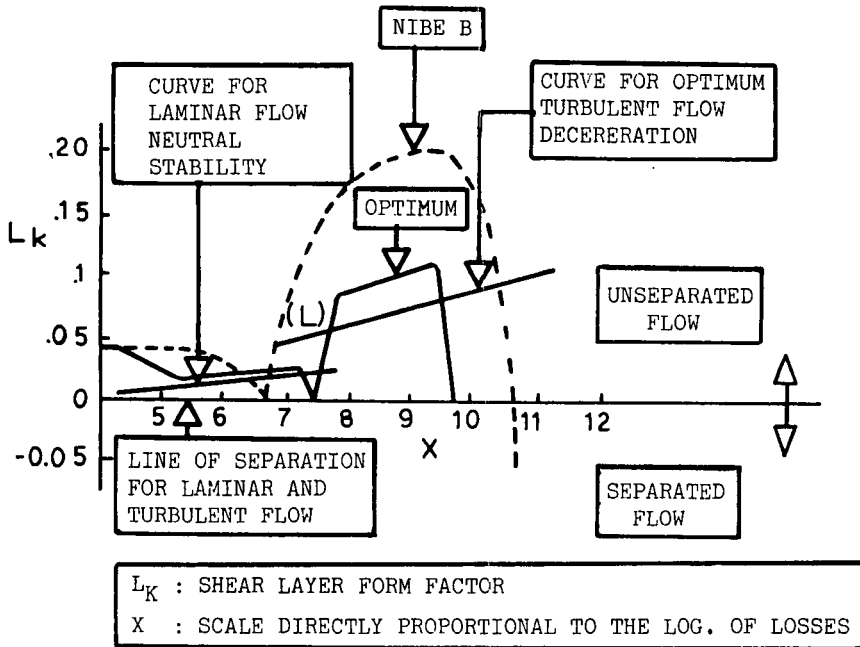 NIBE B
CURVE FOR
LAMINAR FLOW
NEUTRAL
STABILITY
CURVE FOR OPTIMUM
TURBULENT FLOW
DECERERATION
OPTIMUM
Lk
.20
.15
.1
.05
0
-0.05
(L)
5 6 7 8 9 10 11 12
X
UNSEPARATED
FLOW
LINE OF SEPARATION
FOR LAMINAR AND
TURBULENT FLOW
SEPARATED
FLOW
LK : SHEAR LAYER FORM FACTOR
X : SCALE DIRECTLY PROPORTIONAL TO THE LOG. OF LOSSES